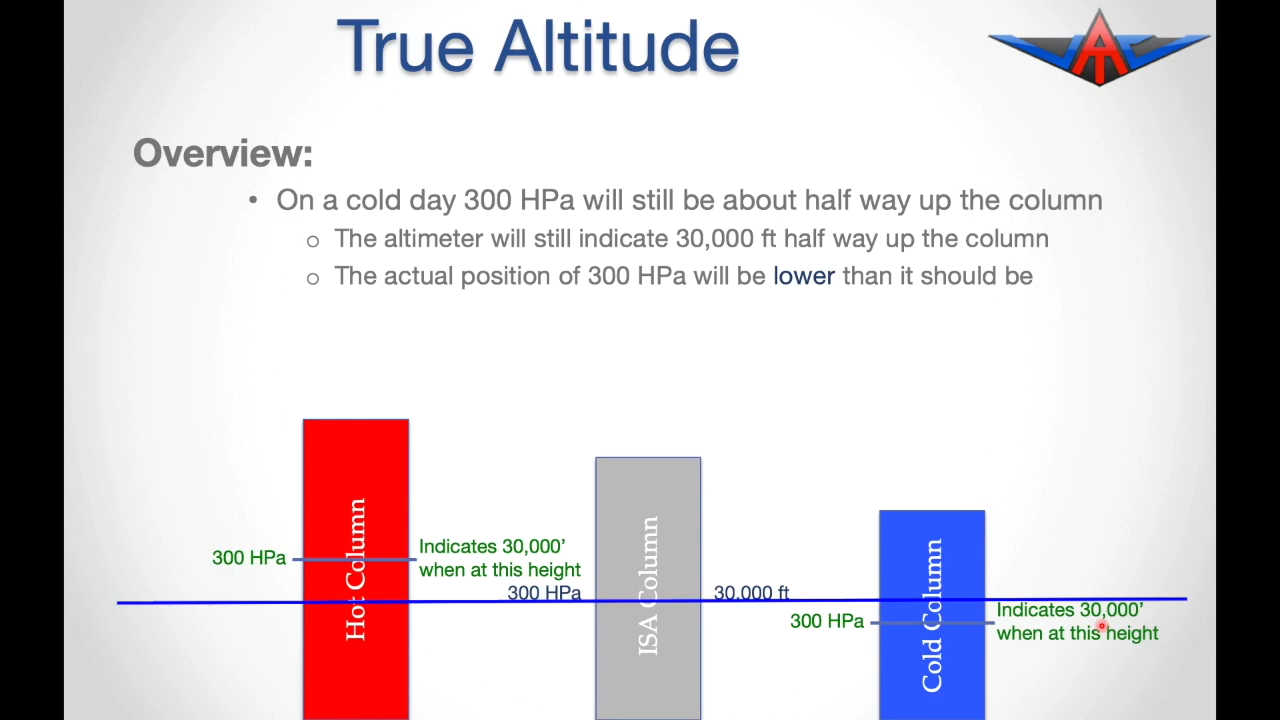 True Altitude
JATC
Overview:
• On a cold day 300 HPa will still be about half way up the column
o The altimeter will still indicate 30,000 ft half way up the column
o The actual position of 300 HPa will be lower than it should be
Hot Column
300 HPa
Indicates 30,000’
when at this height
ISA Column
300 HPa
30,000 ft
Cold Column
300 HPa
Indicates 30,000’
when at this height